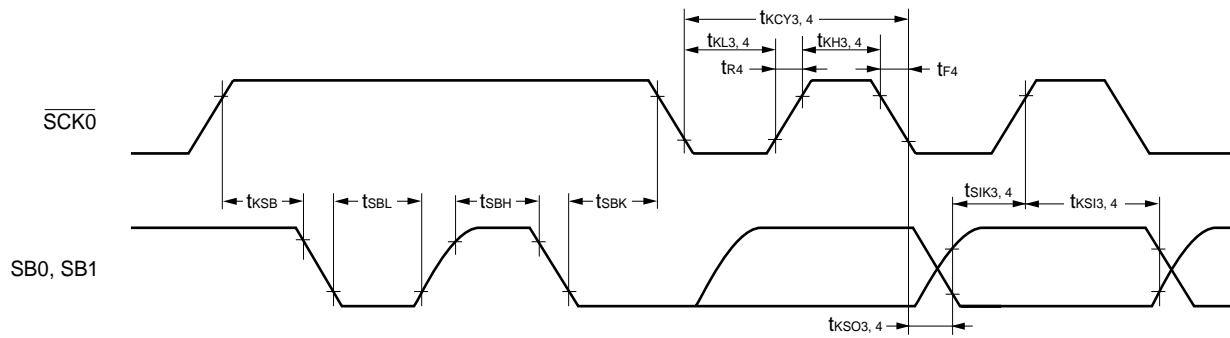 tKCY3, 4
tKL3, 4 tKH3, 4
tR4 tF4
SCK0
tKSB tSBL tSBH tSBK tSIK3, 4 tKSI3, 4
SB0, SB1
tKSO3, 4